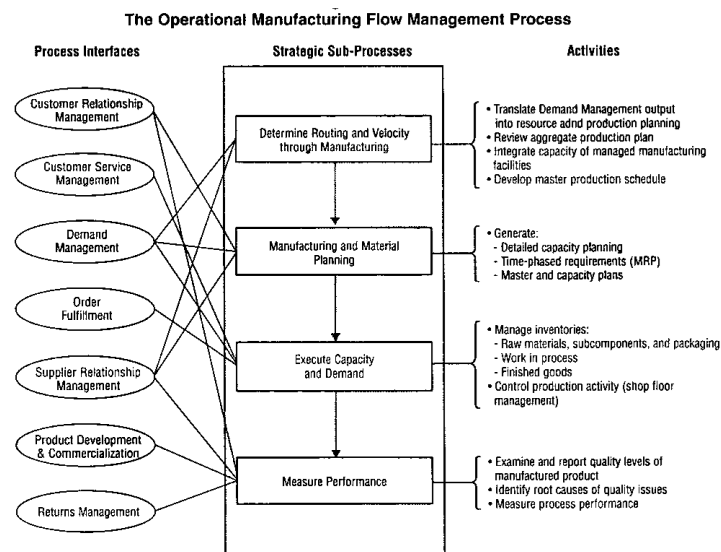 The Operational Manufacturing Flow Management Process
Process Interfaces
Strategic Sub-Processes
Activities
Customer Relationship
Management
Customer Service
Management
Demand
Management
Order
Fulfillment
Supplier Relationship
Management
Product Development
& Commercialization
Returns Management
Determine Routing and Velocity
through Manufacturing
Manufacturing and Material
Planning
Execute Capacity
and Demand
Measure Performance
• Translate Demand Management output
into resource adnd production planning
• Review aggregate production plan
• Integrate capacity of managed manufacturing
facilities
• Develop master production schedule
• Generate:
- Detailed capacity planning
- Time-phased requirements (MRP)
- Master and capacity plans
• Manage inventories:
- Raw materials, subcomponents, and packaging
- Work in process
- Finished goods
• Control production activity (shop floor
management)
• Examine and report quality levels of
manufactured product
• Identify root causes of quality issues
• Measure process performance